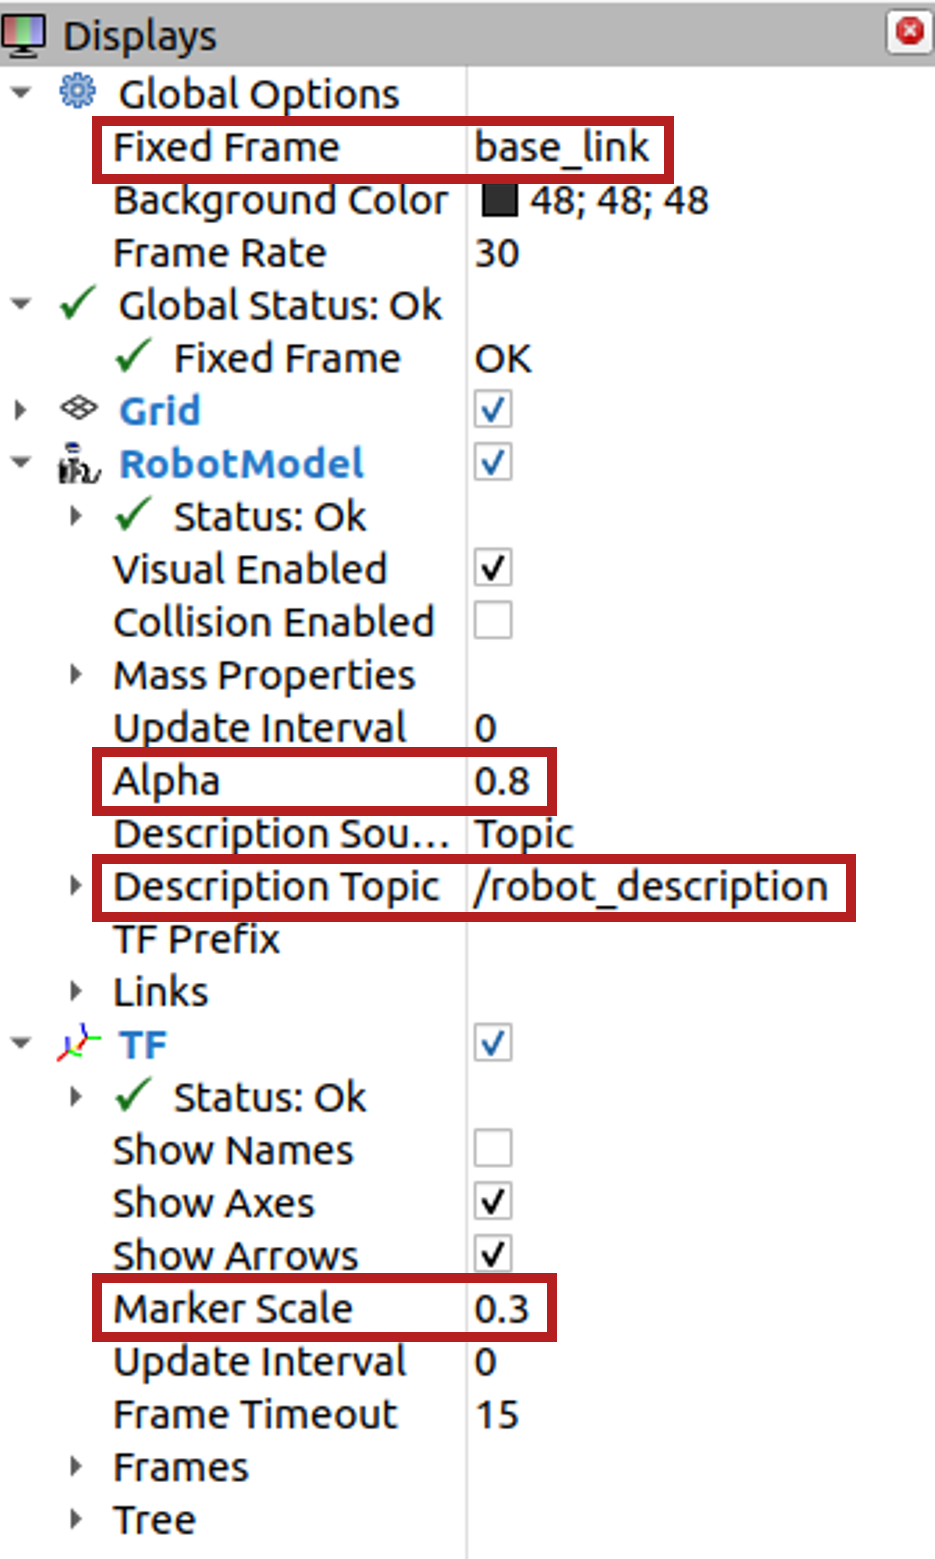 Displays
Global Options
Fixed Frame base_link
Background Color 48; 48; 48
Frame Rate 30
Global Status: Ok
Fixed Frame OK
Grid
RobotModel
Status: Ok
Visual Enabled
Collision Enabled
Mass Properties
Update Interval 0
Alpha 0.8
Description Sou... Topic
Description Topic /robot_description
TF Prefix
Links
TF
Status: Ok
Show Names
Show Axes
Show Arrows
Marker Scale 0.3
Update Interval 0
Frame Timeout 15
Frames
Tree